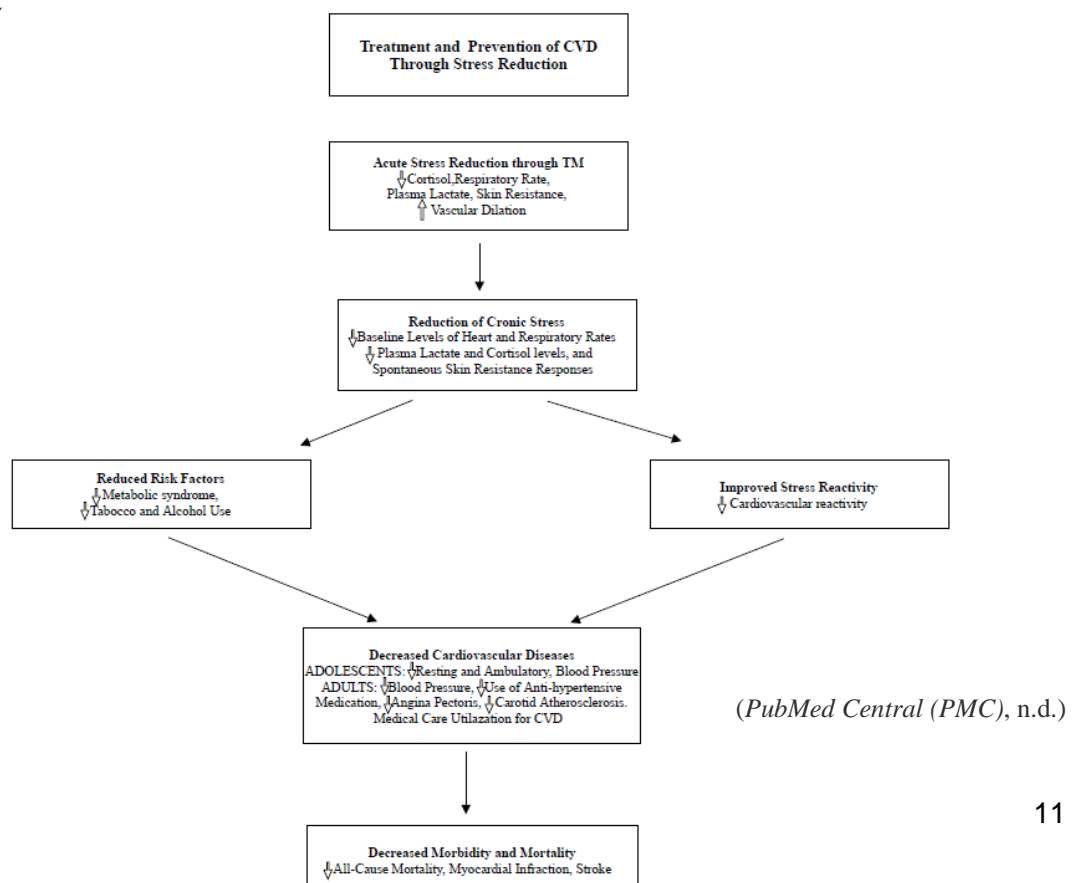 Treatment and Prevention of CVD
Through Stress Reduction
Acute Stress Reduction through TM
⇩Cortisol,Respiratory Rate,
Plasma Lactate, Skin Resistance,
⇧ Vascular Dilation
Reduction of Cronic Stress
⇩Baseline Levels of Heart and Respiratory Rates
⇩ Plasma Lactate and Cortisol levels, and
Spontaneous Skin Resistance Responses
Reduced Risk Factors
⇩Metabolic syndrome,
⇩Tabocco and Alcohol Use
Improved Stress Reactivity
⇩ Cardiovascular reactivity
Decreased Cardiovascular Diseases
ADOLESCENTS: ⇩Resting and Ambulatory, Blood Pressure
ADULTS: ⇩Blood Pressure, ⇩Use of Anti-hypertensive
Medication, ⇩Angina Pectoris, ⇩Carotid Atherosclerosis.
Medical Care Utilazation for CVD
(PubMed Central (PMC), n.d.)
11
Decreased Morbidity and Mortality
⇩All-Cause Mortality, Myocardial Infraction, Stroke